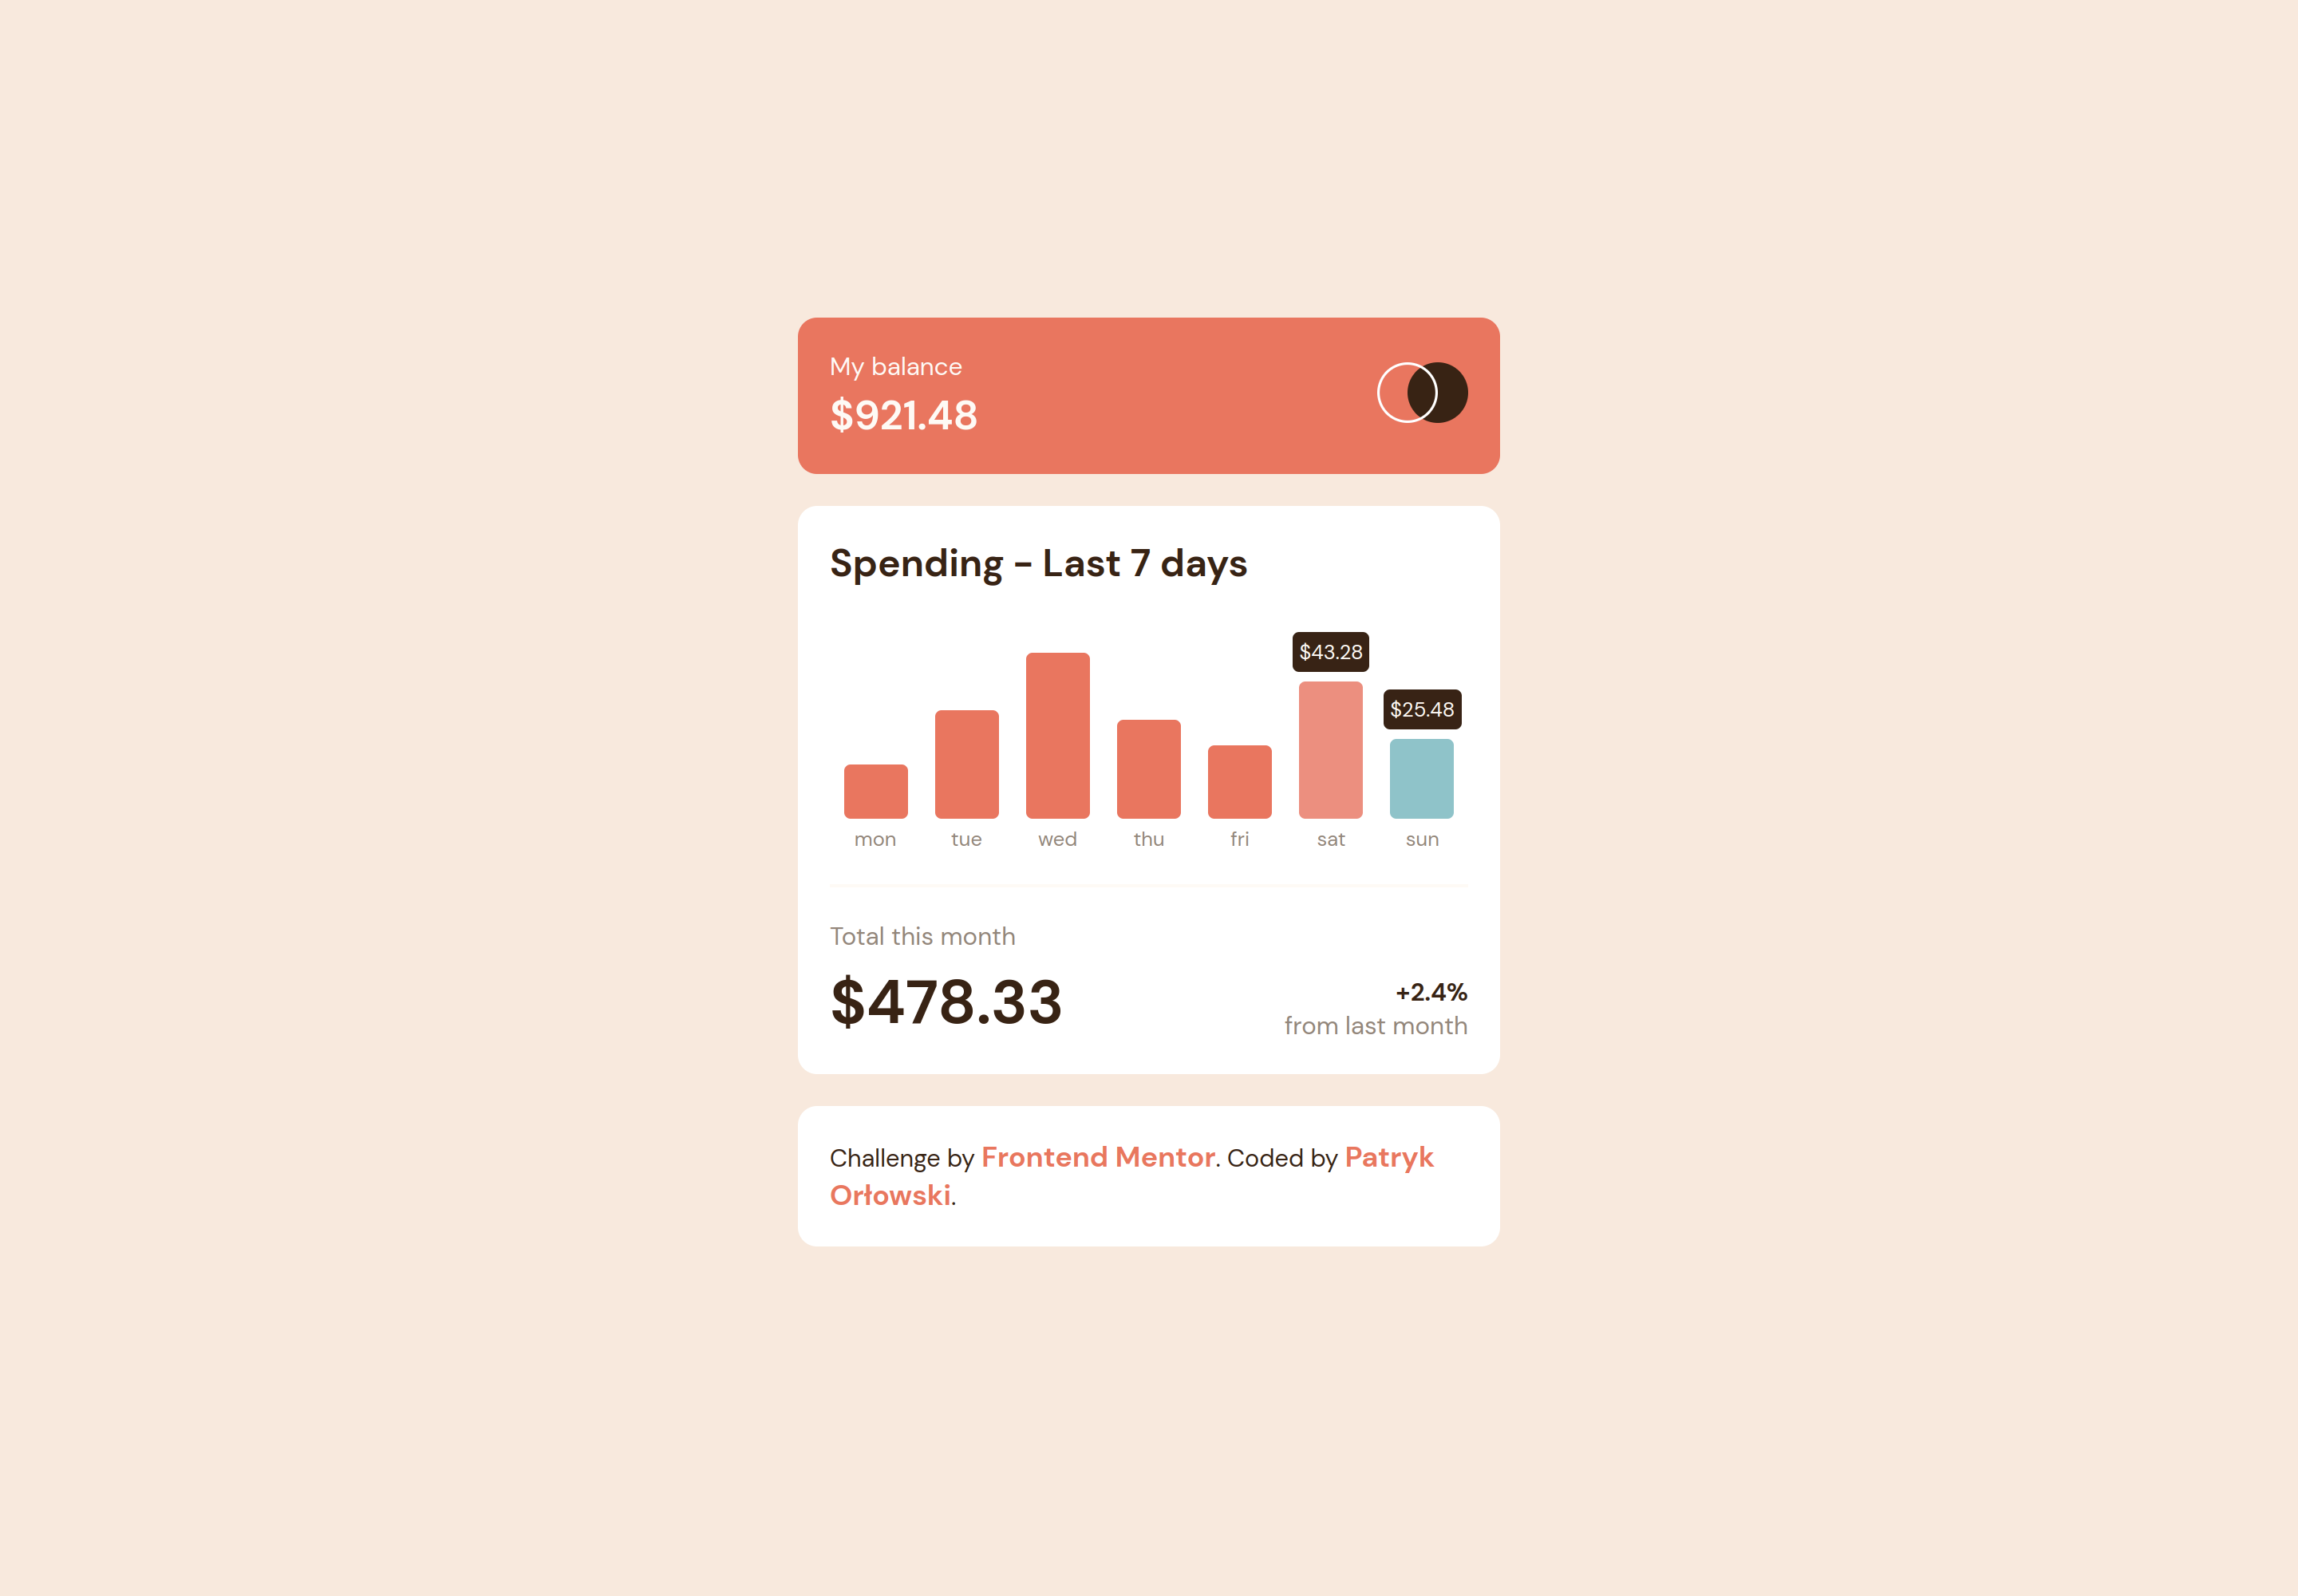 My balance
$921.48
Spending - Last 7 days
$43.28
$25.48
mon tue wed thu fri sat sun
Total this month
$478.33
+2.4%
from last month
Challenge by Frontend Mentor. Coded by Patryk
Orłowski.